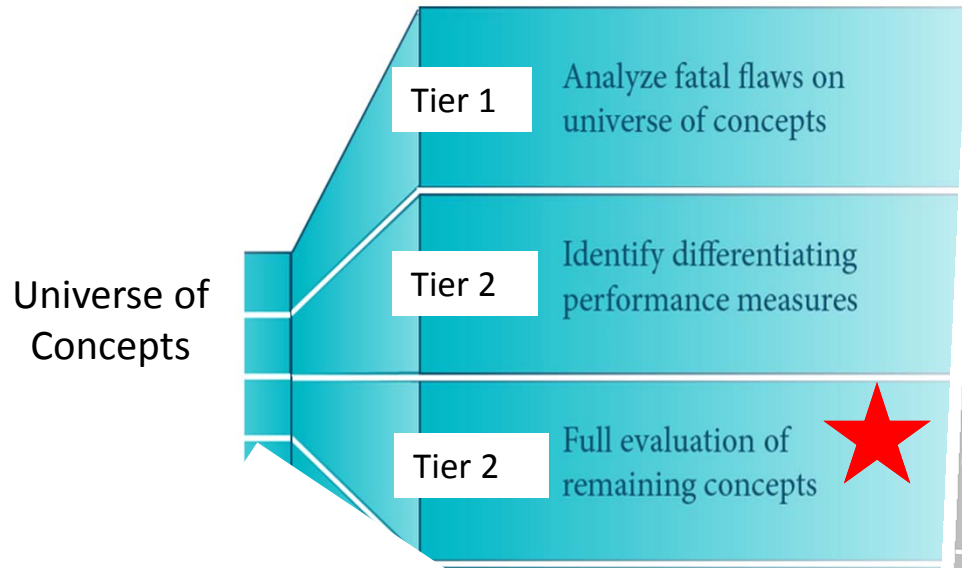 Tier 1
Analyze fatal flaws on
universe of concepts
Universe of
Concepts
Tier 2
Identify differentiating
performance measures
Tier 2
Full evaluation of
remaining concepts